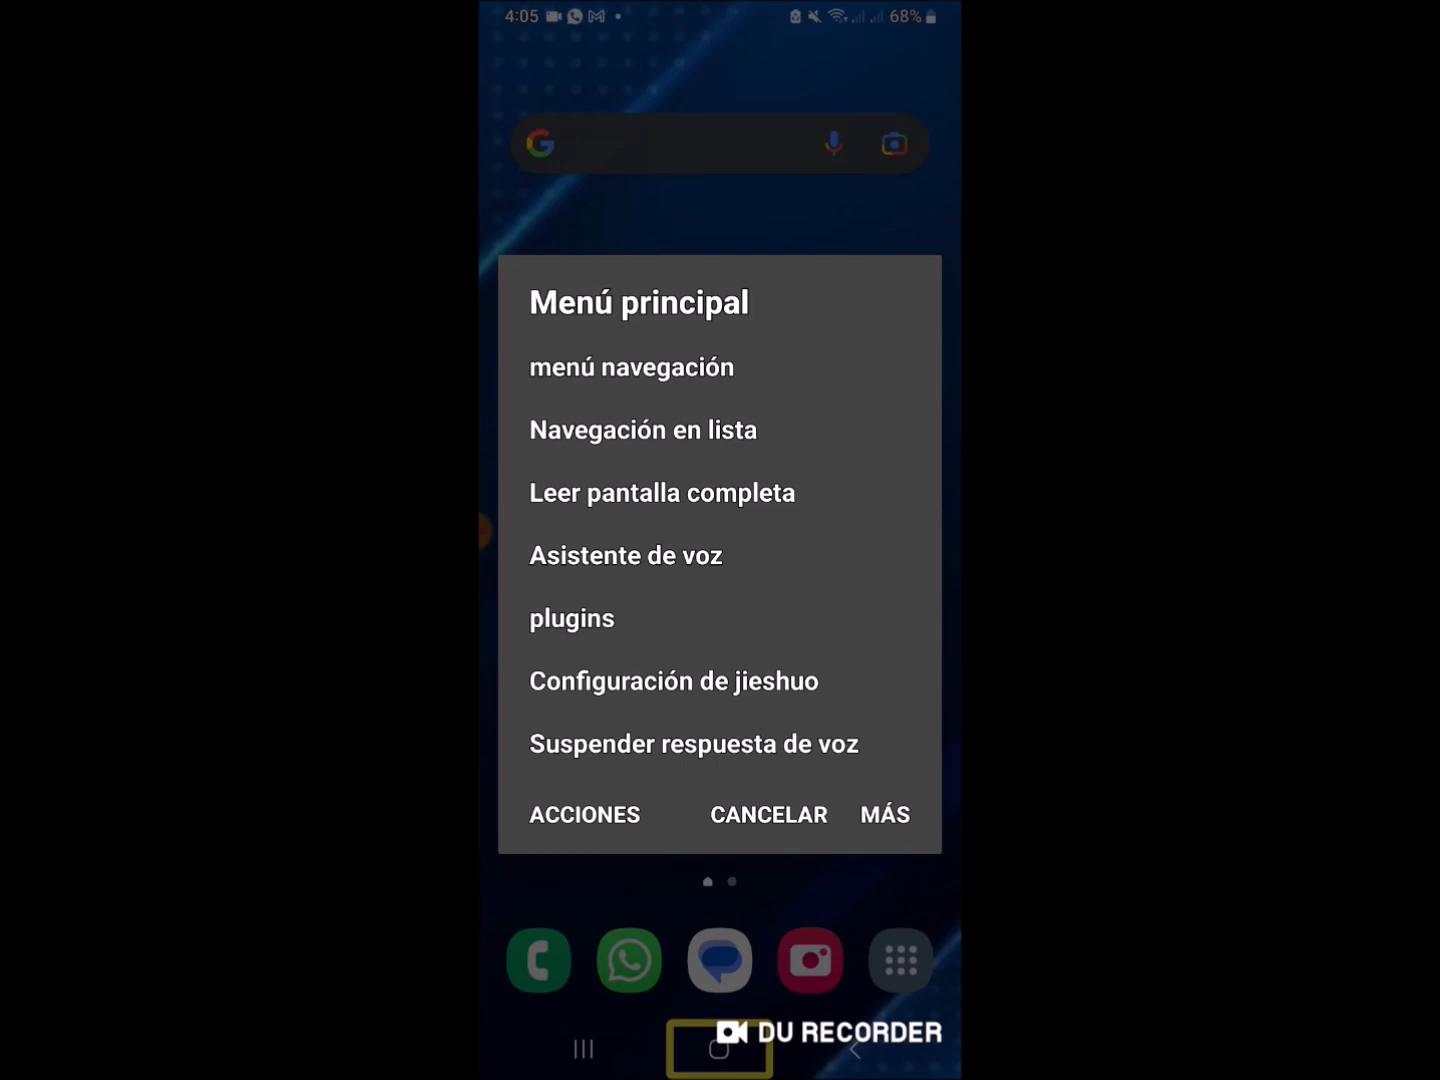 4:05 68%
Menú principal
menú navegación
Navegación en lista
Leer pantalla completa
Asistente de voz
plugins
Configuración de jieshuo
Suspender respuesta de voz
ACCIONES CANCELAR MÁS
DU RECORDER